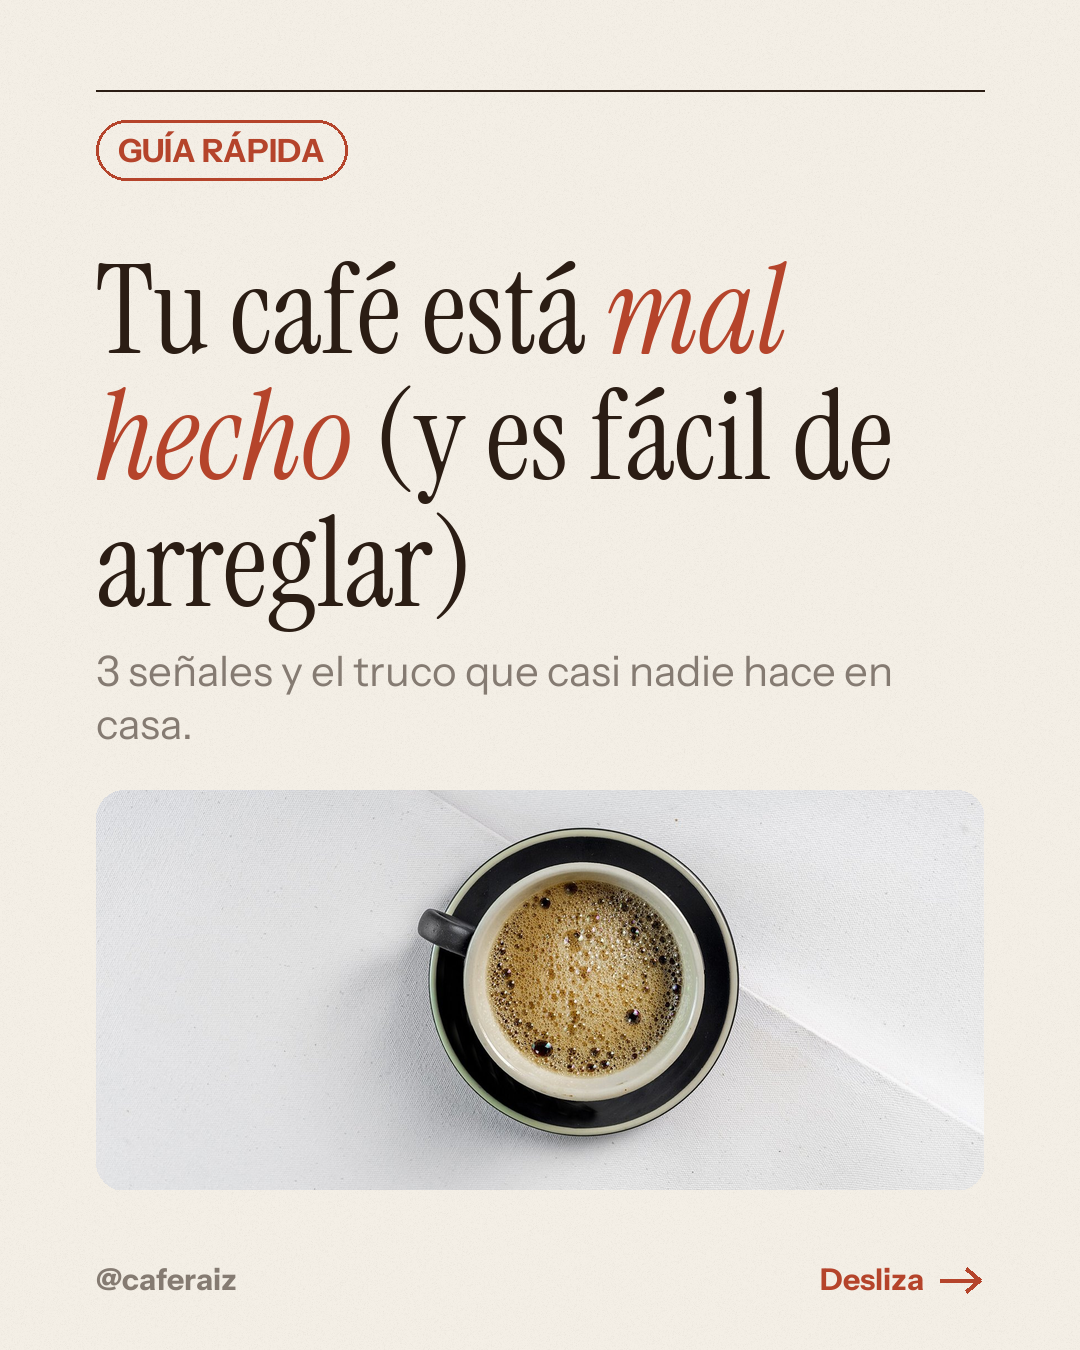 GUÍA RÁPIDA
Tu café está mal
hecho (y es fácil de
arreglar)
3 señales y el truco que casi nadie hace en
casa.
@caferaiz
Desliza